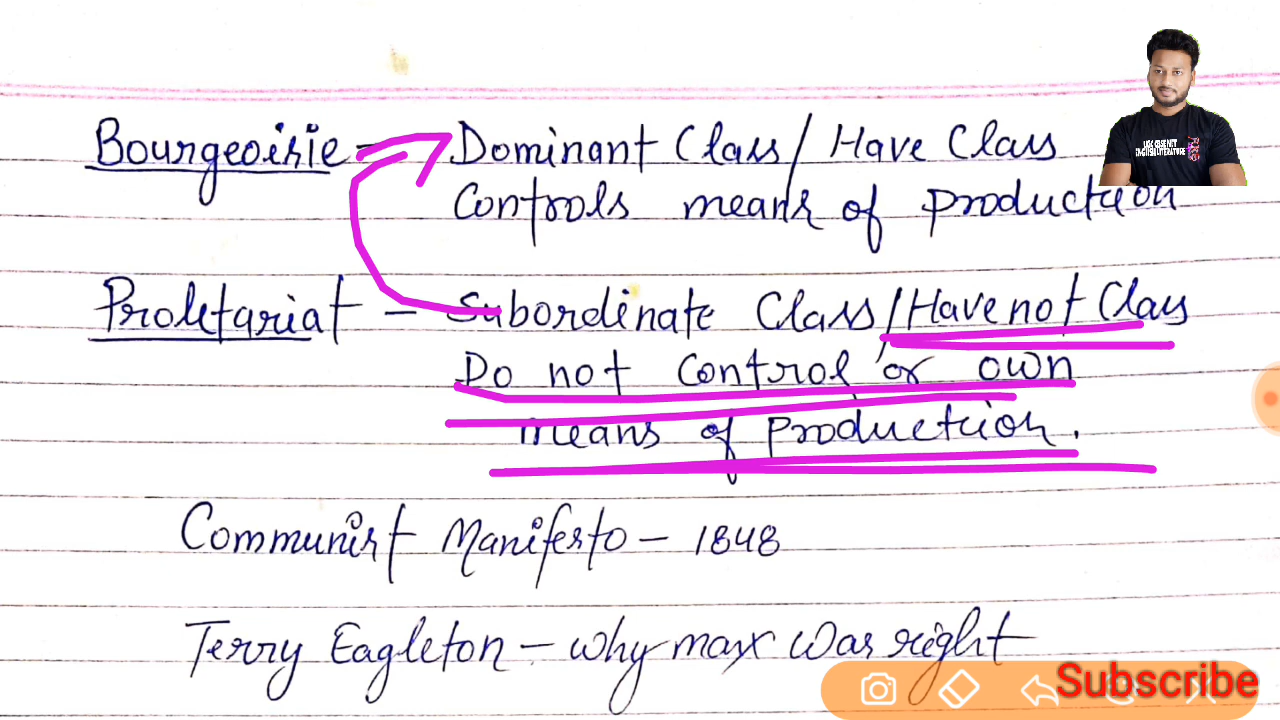 Bourgeoisie - Dominant Class / Have Class
Controls means of production
Proletariat - Subordinate Class / Have not Class
Do not control or own
means of production.
Communist Manifesto - 1848
Terry Eagleton - why max was right
Subscribe